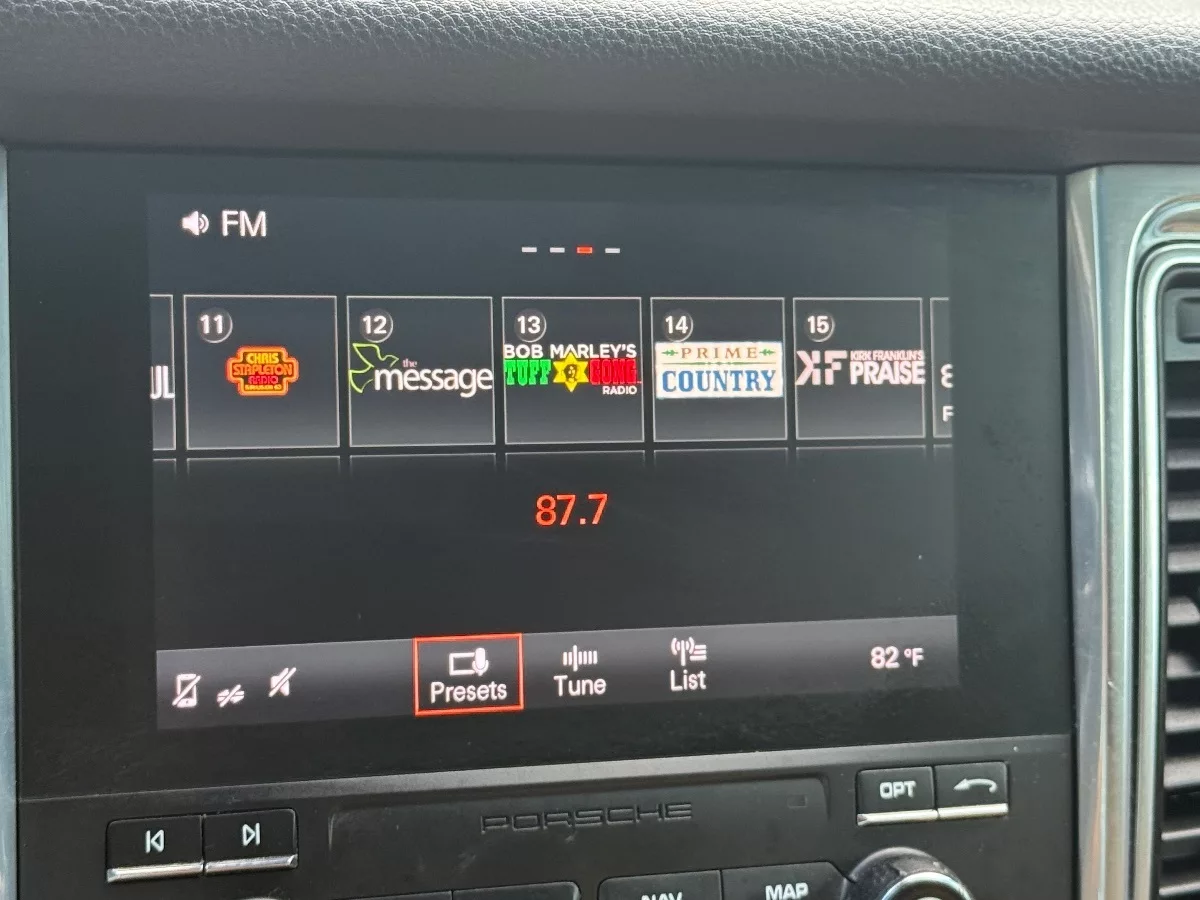 FM
11
CHRIS
STAPLETON
RADIO
12
the
message
13
BOB MARLEY'S
TUFF GONG
RADIO
14
PRIME
COUNTRY
15
KF
KIRK FRANKLIN'S
PRAISE
87.7
Presets
Tune
List
82 °F
OPT
PORSCHE
NAV
MAP